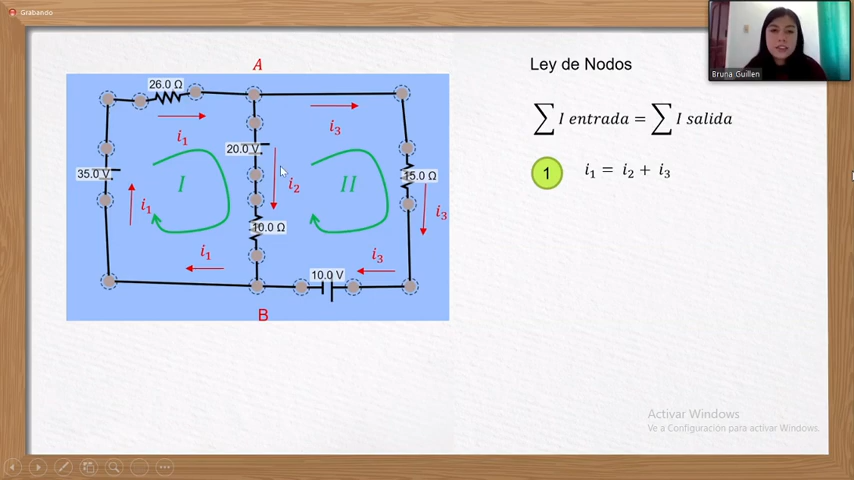 Grabando
Bruna Guillen
A
26.0 Ω
i₁
i₃
20.0 V
35.0 V
I
II
i₂
15.0 Ω
i₁
i₃
10.0 Ω
i₁
i₃
10.0 V
B
Ley de Nodos
∑ I entrada = ∑ I salida
1 i₁ = i₂ + i₃
Activar Windows
Ve a Configuración para activar Windows.